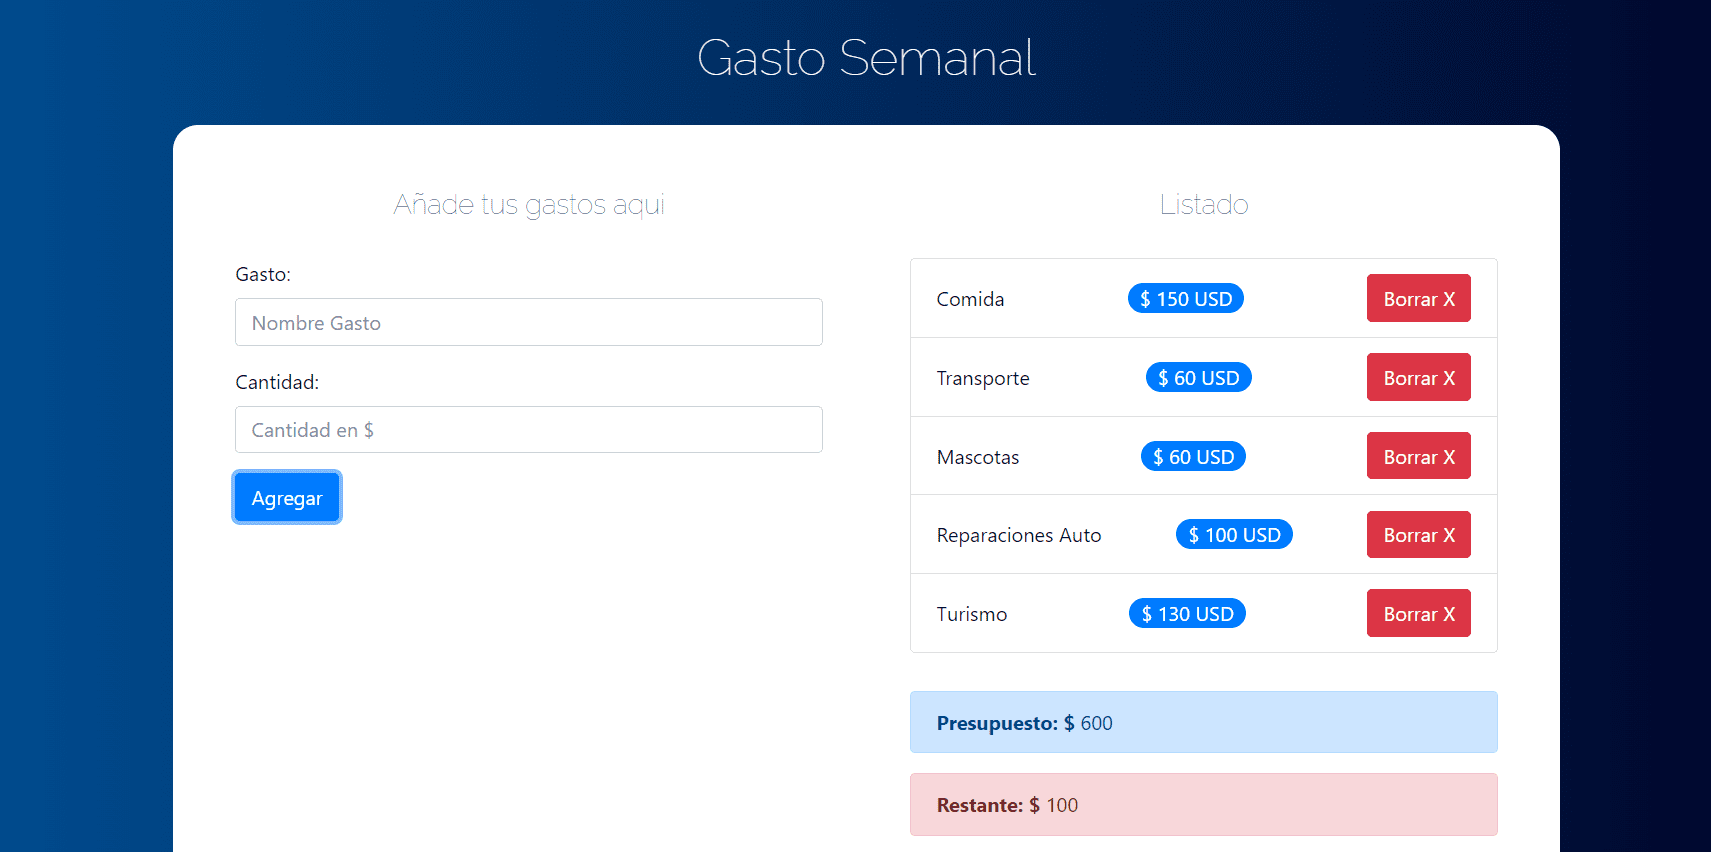 Gasto Semanal
Añade tus gastos aqui
Gasto:
Nombre Gasto
Cantidad:
Cantidad en $
Agregar
Listado
Comida $ 150 USD Borrar X
Transporte $ 60 USD Borrar X
Mascotas $ 60 USD Borrar X
Reparaciones Auto $ 100 USD Borrar X
Turismo $ 130 USD Borrar X
Presupuesto: $ 600
Restante: $ 100